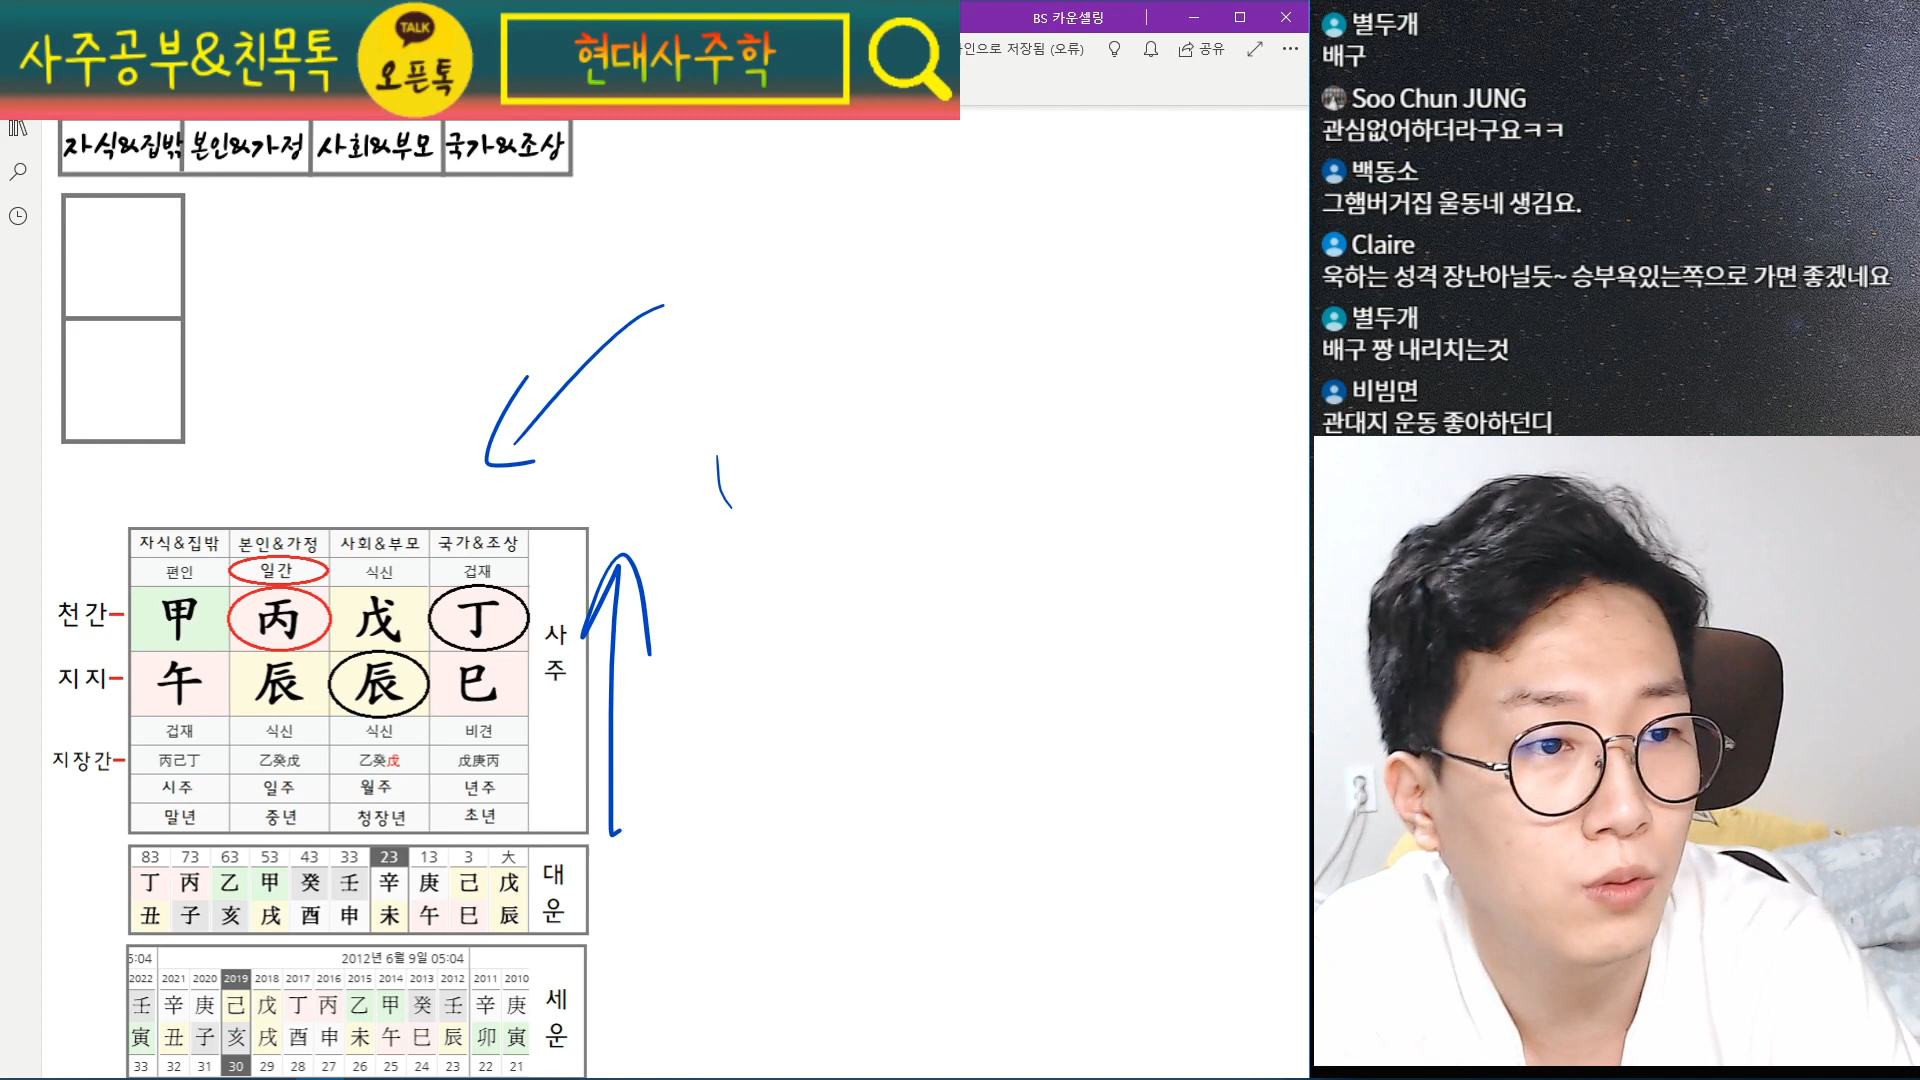 사주공부&친목톡
TALK
오픈톡
현대사주학
BS 카운슬링
인으로 저장됨 (오류)
공유
자식&집밖 본인&가정 사회&부모 국가&조상
자식&집밖 본인&가정 사회&부모 국가&조상
편인 일간 식신 겁재
천간 甲 丙 戊 丁
사주
지지 午 辰 辰 巳
겁재 식신 식신 비견
지장간 丙己丁 乙癸戊 乙癸戊 戊庚丙
시주 일주 월주 년주
말년 중년 청장년 초년
83 73 63 53 43 33 23 13 3 大
丁 丙 乙 甲 癸 壬 辛 庚 己 戊
대운
丑 子 亥 戌 酉 申 未 午 巳 辰
5:04 2012년 6월 9일 05:04
2022 2021 2020 2019 2018 2017 2016 2015 2014 2013 2012 2011 2010
壬 辛 庚 己 戊 丁 丙 乙 甲 癸 壬 辛 庚
세운
寅 丑 子 亥 戌 酉 申 未 午 巳 辰 卯 寅
33 32 31 30 29 28 27 26 25 24 23 22 21
별두개
배구
Soo Chun JUNG
관심없어하더라구요ㅋㅋ
백동소
그햄버거집 울동네 생김요.
Claire
욱하는 성격 장난아닐듯~ 승부욕있는쪽으로 가면 좋겠네요
별두개
배구 짱 내리치는것
비빔면
관대지 운동 좋아하던디